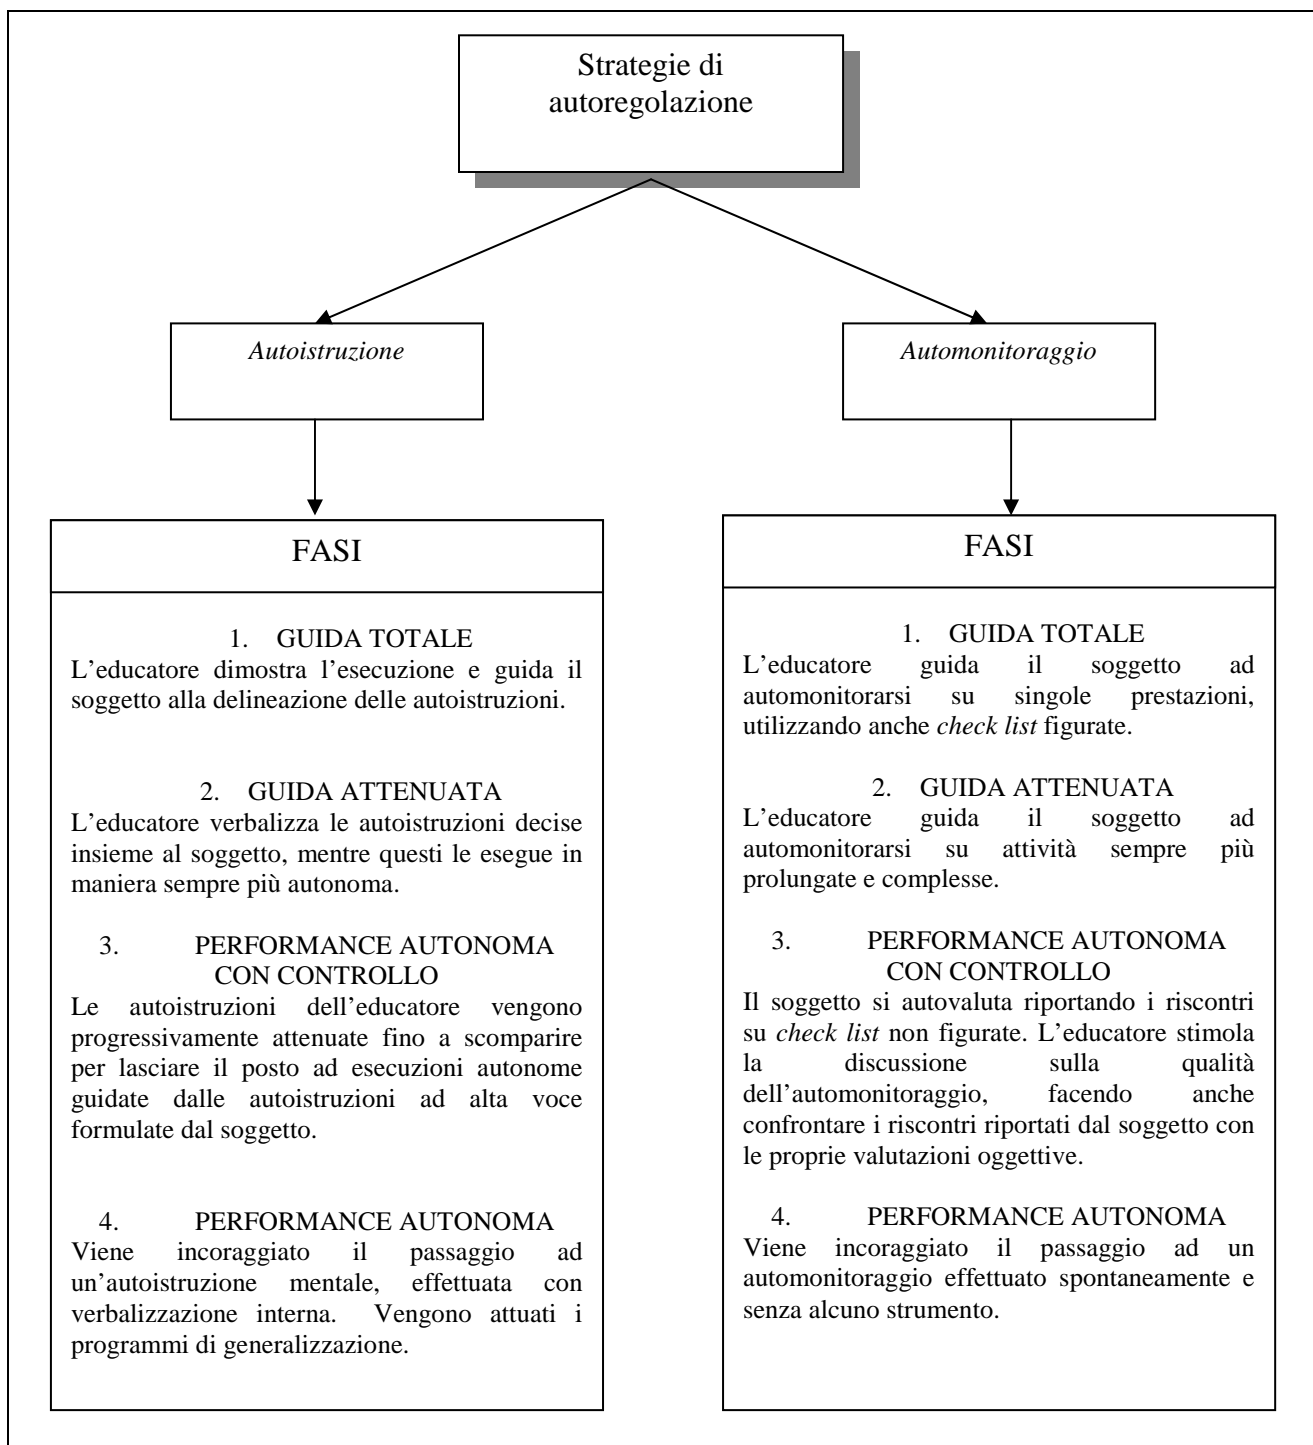 Strategie di
autoregolazione
Autoistruzione
Automonitoraggio
FASI
1. GUIDA TOTALE
L’educatore dimostra l’esecuzione e guida il
soggetto alla delineazione delle autoistruzioni.
2. GUIDA ATTENUATA
L’educatore verbalizza le autoistruzioni decise
insieme al soggetto, mentre questi le esegue in
maniera sempre più autonoma.
3. PERFORMANCE AUTONOMA
CON CONTROLLO
Le autoistruzioni dell’educatore vengono
progressivamente attenuate fino a scomparire
per lasciare il posto ad esecuzioni autonome
guidate dalle autoistruzioni ad alta voce
formulate dal soggetto.
4. PERFORMANCE AUTONOMA
Viene incoraggiato il passaggio ad
un’autoistruzione mentale, effettuata con
verbalizzazione interna. Vengono attuati i
programmi di generalizzazione.
FASI
1. GUIDA TOTALE
L’educatore guida il soggetto ad
automonitorarsi su singole prestazioni,
utilizzando anche check list figurate.
2. GUIDA ATTENUATA
L’educatore guida il soggetto ad
automonitorarsi su attività sempre più
prolungate e complesse.
3. PERFORMANCE AUTONOMA
CON CONTROLLO
Il soggetto si autovaluta riportando i riscontri
su check list non figurate. L’educatore stimola
la discussione sulla qualità
dell’automonitoraggio, facendo anche
confrontare i riscontri riportati dal soggetto con
le proprie valutazioni oggettive.
4. PERFORMANCE AUTONOMA
Viene incoraggiato il passaggio ad un
automonitoraggio effettuato spontaneamente e
senza alcuno strumento.